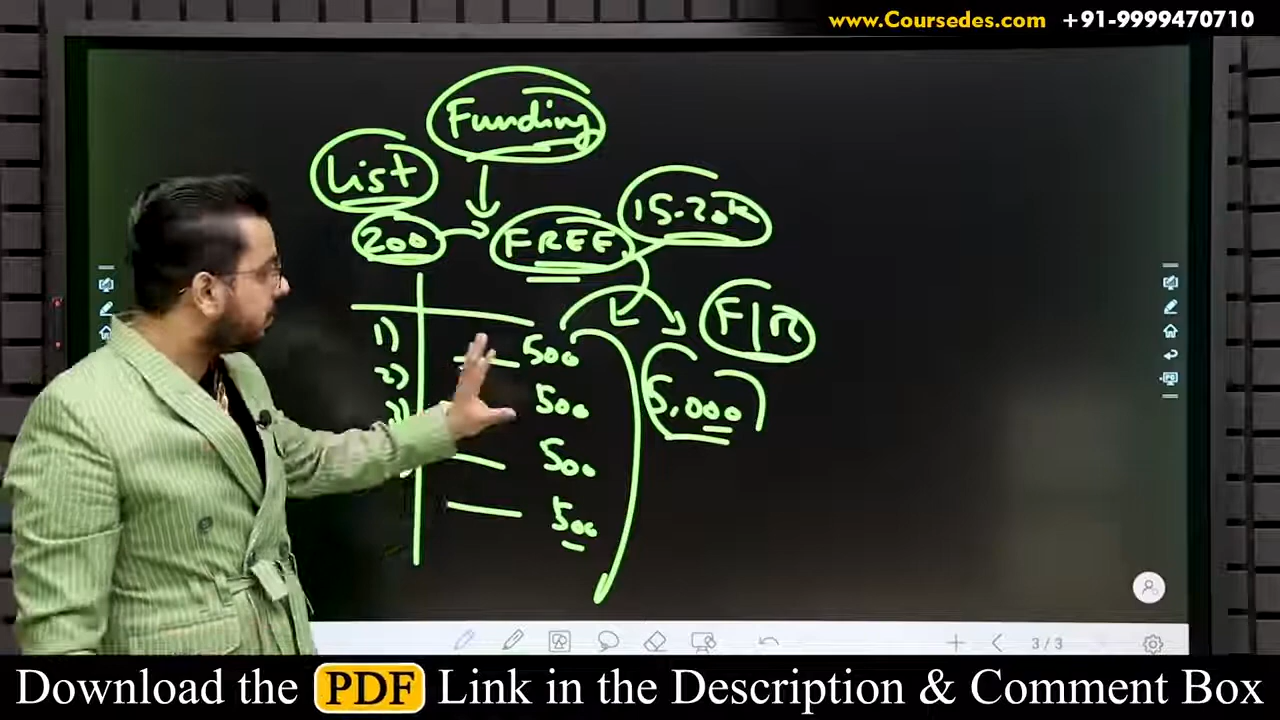 www.Coursedes.com +91-9999470710
Funding
List
200
FREE
15-20K
F/R
1) 500
2) 500
500
500
5,000
3/3
Download the PDF Link in the Description & Comment Box